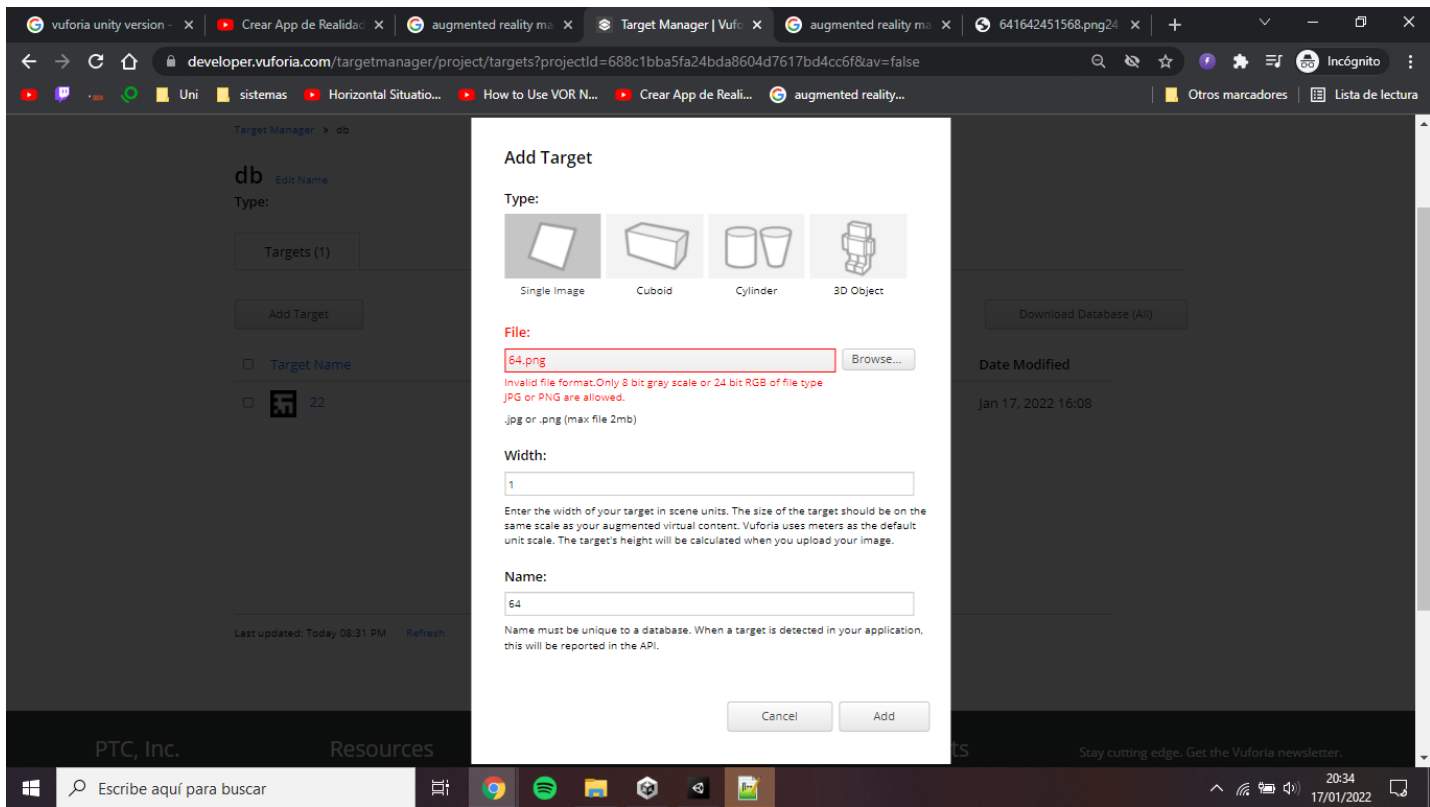 vuforia unity version -
Crear App de Realidad
augmented reality ma
Target Manager | Vufo
augmented reality ma
641642451568.png24
developer.vuforia.com/targetmanager/project/targets?projectId=688c1bba5fa24bda8604d7617bd4cc6f&av=false
Incógnito
Uni
sistemas
Horizontal Situatio...
How to Use VOR N...
Crear App de Reali...
augmented reality...
Otros marcadores
Lista de lectura
Target Manager > db
db Edit Name
Type:
Targets (1)
Add Target
Download Database (All)
Target Name
Date Modified
22
Jan 17, 2022 16:08
Last updated: Today 08:31 PM Refresh
Add Target
Type:
Single Image
Cuboid
Cylinder
3D Object
File:
64.png
Browse...
Invalid file format.Only 8 bit gray scale or 24 bit RGB of file type
JPG or PNG are allowed.
.jpg or .png (max file 2mb)
Width:
1
Enter the width of your target in scene units. The size of the target should be on the
same scale as your augmented virtual content. Vuforia uses meters as the default
unit scale. The target's height will be calculated when you upload your image.
Name:
64
Name must be unique to a database. When a target is detected in your application,
this will be reported in the API.
Cancel
Add
PTC, Inc.
Resources
ts
Stay cutting edge. Get the Vuforia newsletter.
Escribe aquí para buscar
20:34
17/01/2022